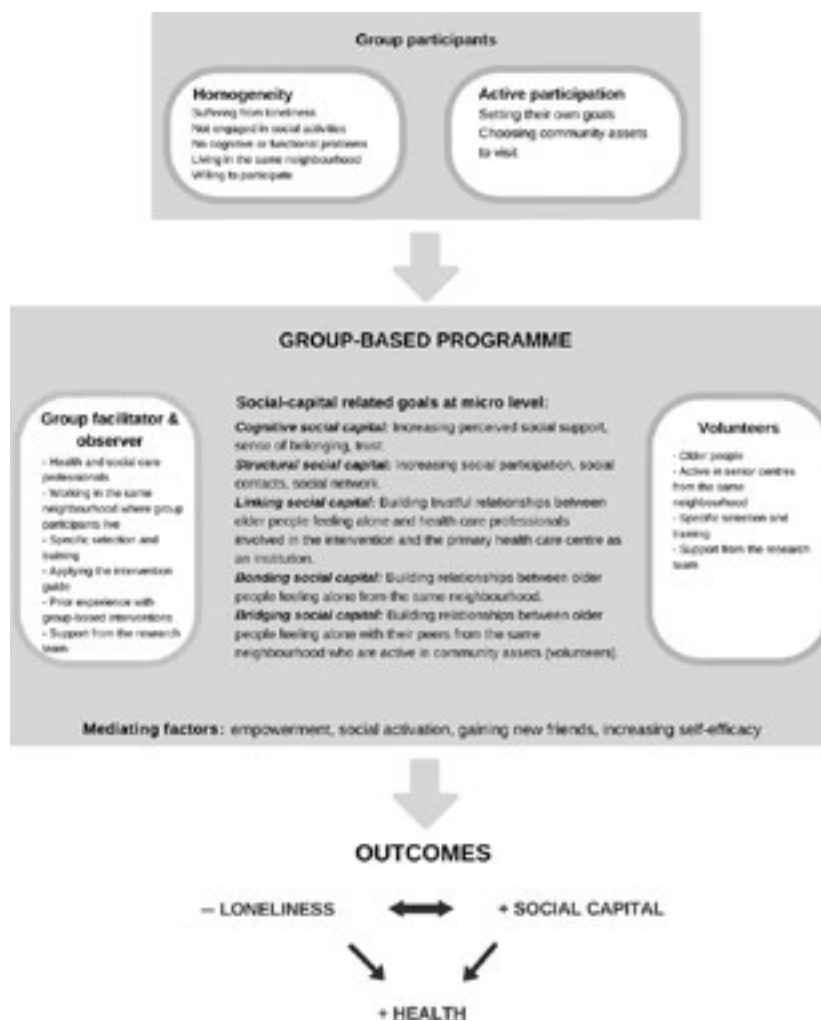 Group participants
Homogeneity
Suffering from loneliness
Not engaged in social activities
No cognitive or functional problems
Living in the same neighbourhood
Willing to participate
Active participation
Setting their own goals
Choosing community assets
to visit
GROUP-BASED PROGRAMME
Group facilitator &
observer
- Health and social care
professionals
- Working in the same
neighbourhood where group
participants live
- Specific selection and
training
- Applying the intervention
guide
- Prior experience with
group-based interventions
- Support from the research
team
Social-capital related goals at micro level:
Cognitive social capital: Increasing perceived social support,
sense of belonging, trust.
Structural social capital: Increasing social participation, social
contacts, social network.
Linking social capital: Building trustful relationships between
older people feeling alone and health care professionals
involved in the intervention and the primary health care centre as
an institution.
Bonding social capital: Building relationships between older
people feeling alone from the same neighbourhood.
Bridging social capital: Building relationships between older
people feeling alone with their peers from the same
neighbourhood who are active in community assets (volunteers).
Volunteers
- Older people
- Active in senior centres
from the same
neighbourhood
- Specific selection and
training
- Support from the research
team
Mediating factors: empowerment, social activation, gaining new friends, increasing self-efficacy
OUTCOMES
– LONELINESS
+ SOCIAL CAPITAL
+ HEALTH